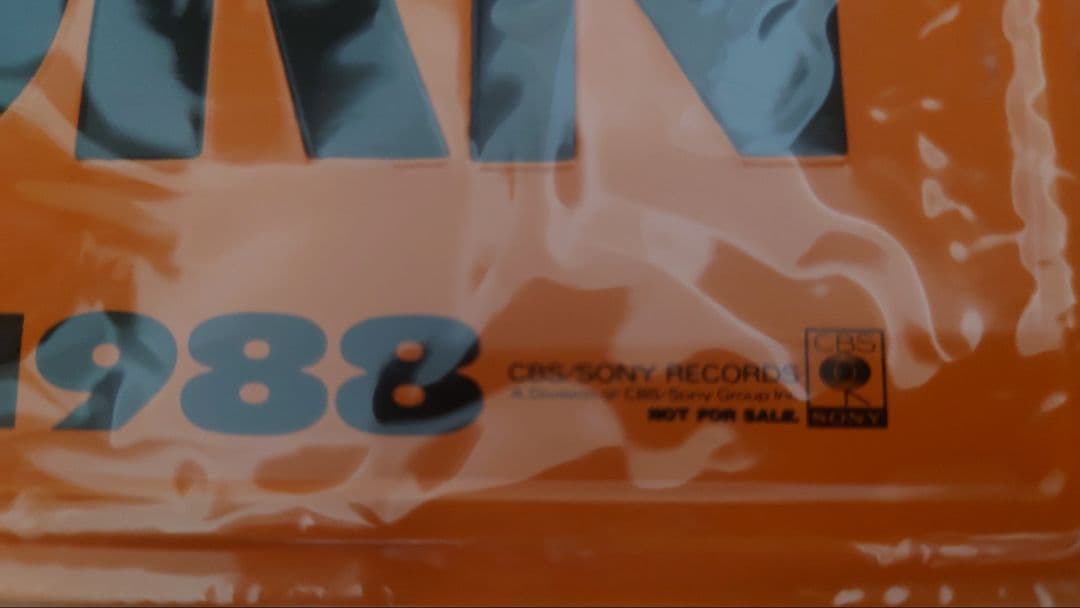 1988
CBS/SONY RECORDS
A Division of CBS/Sony Group Inc.
NOT FOR SALE.
CBS
SONY